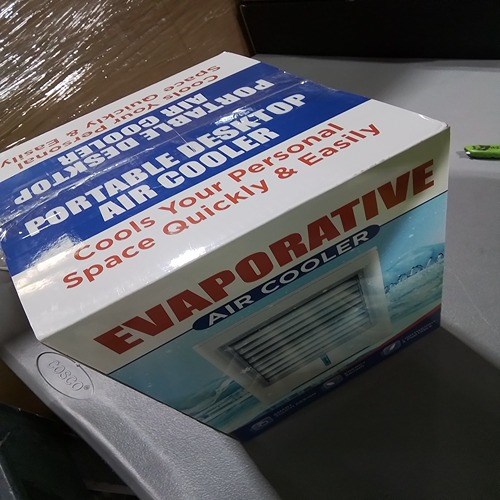 Cools Your Personal
Space Quickly & Easily
PORTABLE DESKTOP
AIR COOLER
PORTABLE DESKTOP
AIR COOLER
Cools Your Personal
Space Quickly & Easily
EVAPORATIVE
AIR COOLER
COSCO®